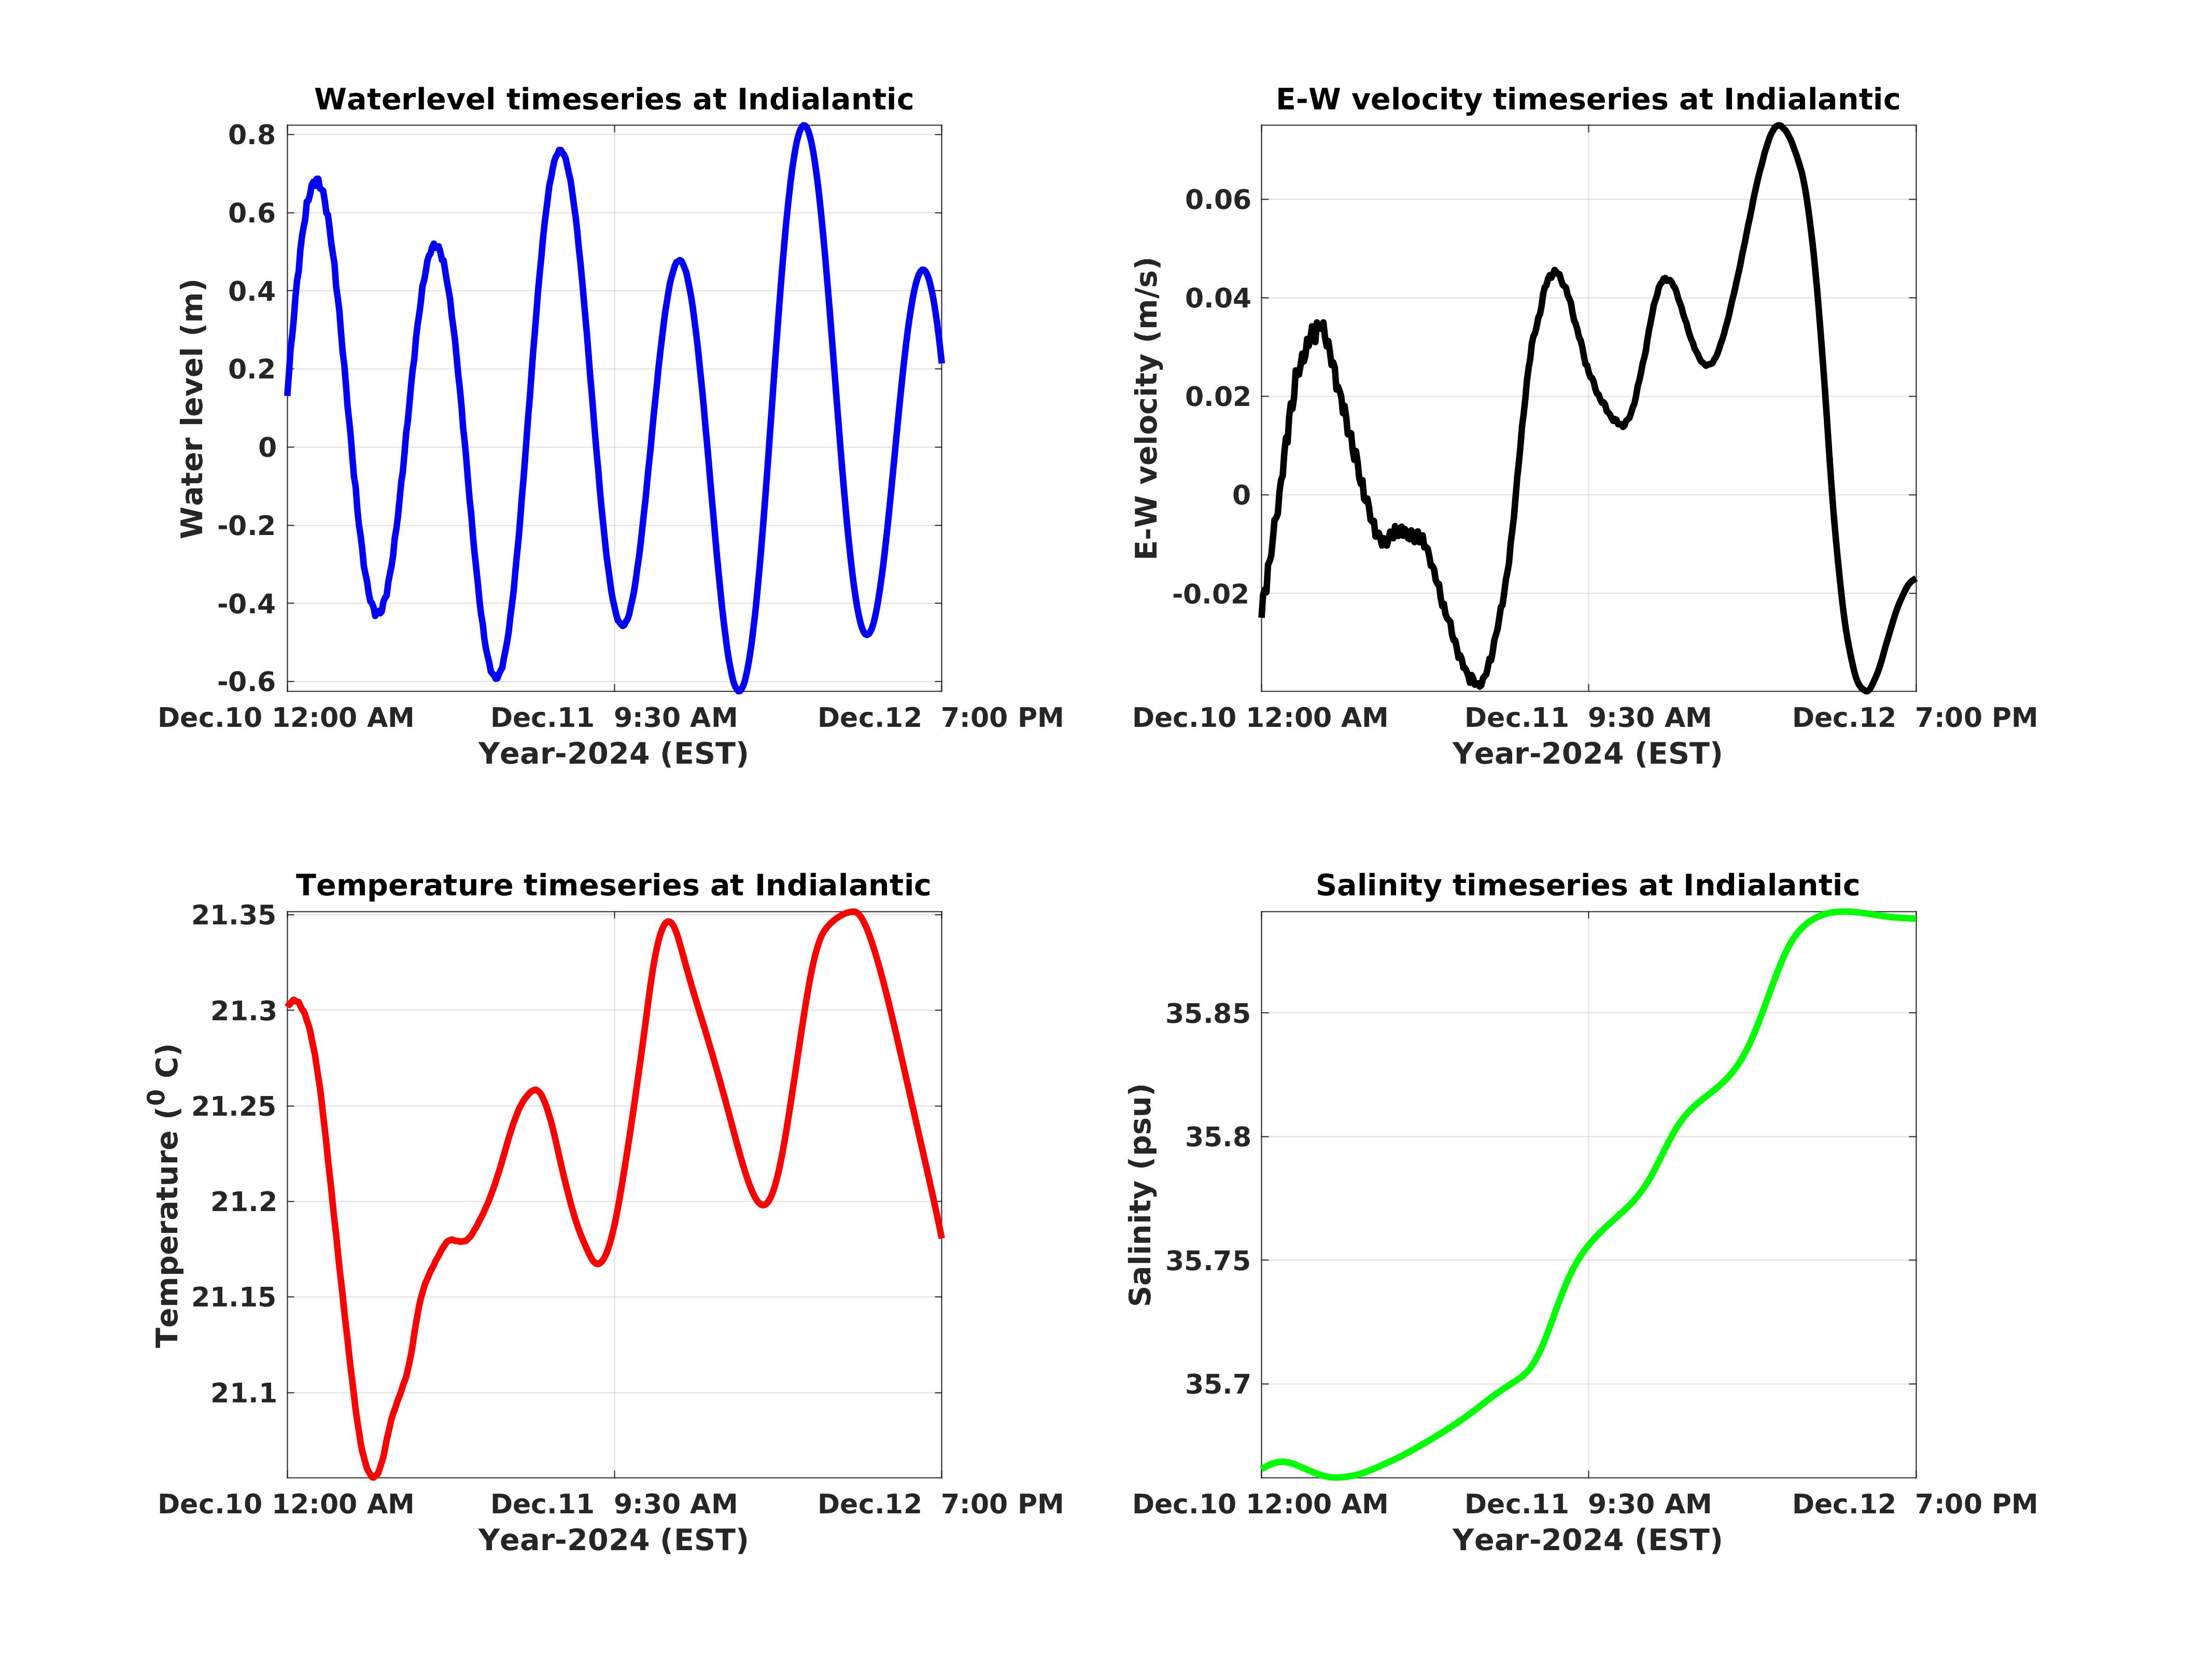 Waterlevel timeseries at Indialantic
0.8
0.6
0.4
0.2
0
-0.2
-0.4
-0.6
Water level (m)
Dec.10 12:00 AM Dec.11 9:30 AM Dec.12 7:00 PM
Year-2024 (EST)
E-W velocity timeseries at Indialantic
0.06
0.04
0.02
0
-0.02
E-W velocity (m/s)
Dec.10 12:00 AM Dec.11 9:30 AM Dec.12 7:00 PM
Year-2024 (EST)
Temperature timeseries at Indialantic
21.35
21.3
21.25
21.2
21.15
21.1
Temperature (⁰ C)
Dec.10 12:00 AM Dec.11 9:30 AM Dec.12 7:00 PM
Year-2024 (EST)
Salinity timeseries at Indialantic
35.85
35.8
35.75
35.7
Salinity (psu)
Dec.10 12:00 AM Dec.11 9:30 AM Dec.12 7:00 PM
Year-2024 (EST)